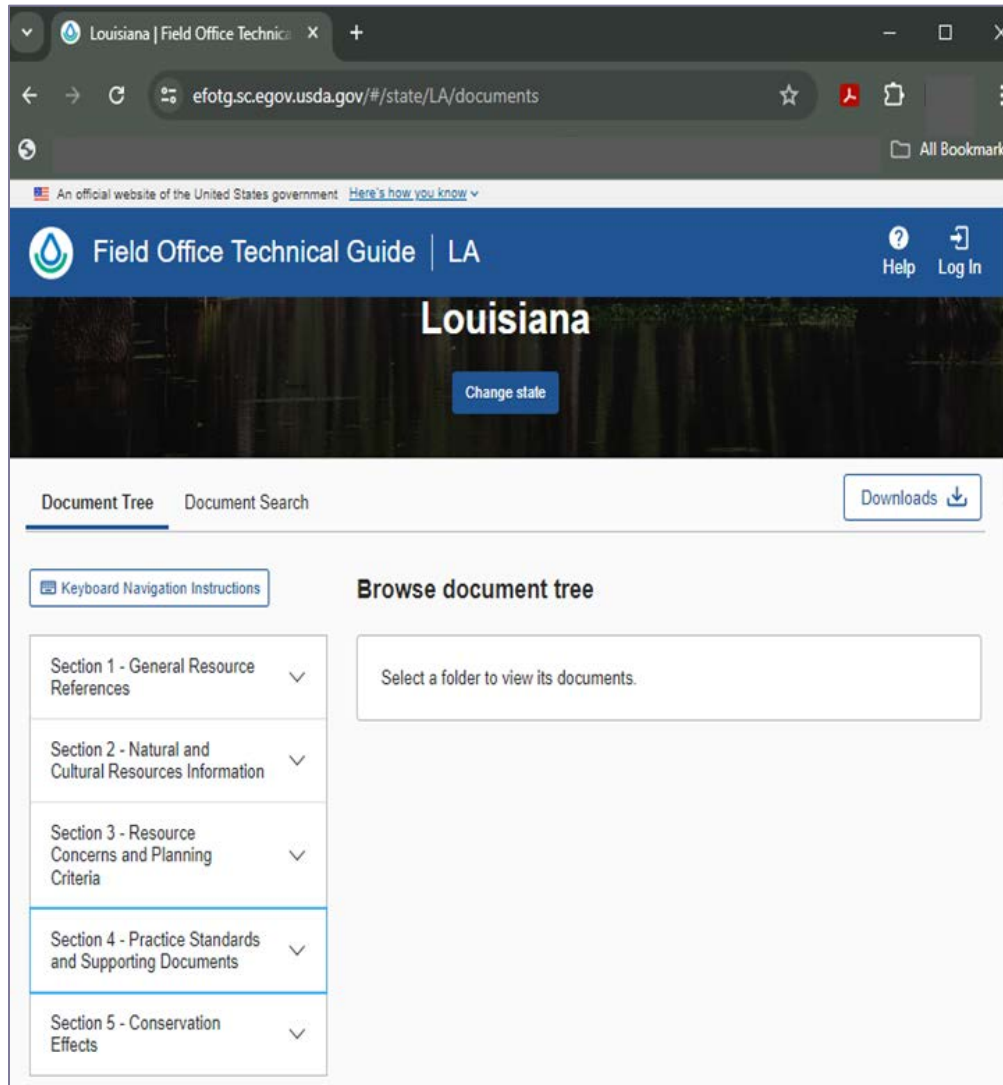 Louisiana | Field Office Technica
efotg.sc.egov.usda.gov/#/state/LA/documents
All Bookmark
An official website of the United States government Here's how you know
Field Office Technical Guide | LA
Help
Log In
Louisiana
Change state
Document Tree
Document Search
Downloads
Keyboard Navigation Instructions
Browse document tree
Section 1 - General Resource
References
Select a folder to view its documents.
Section 2 - Natural and
Cultural Resources Information
Section 3 - Resource
Concerns and Planning
Criteria
Section 4 - Practice Standards
and Supporting Documents
Section 5 - Conservation
Effects